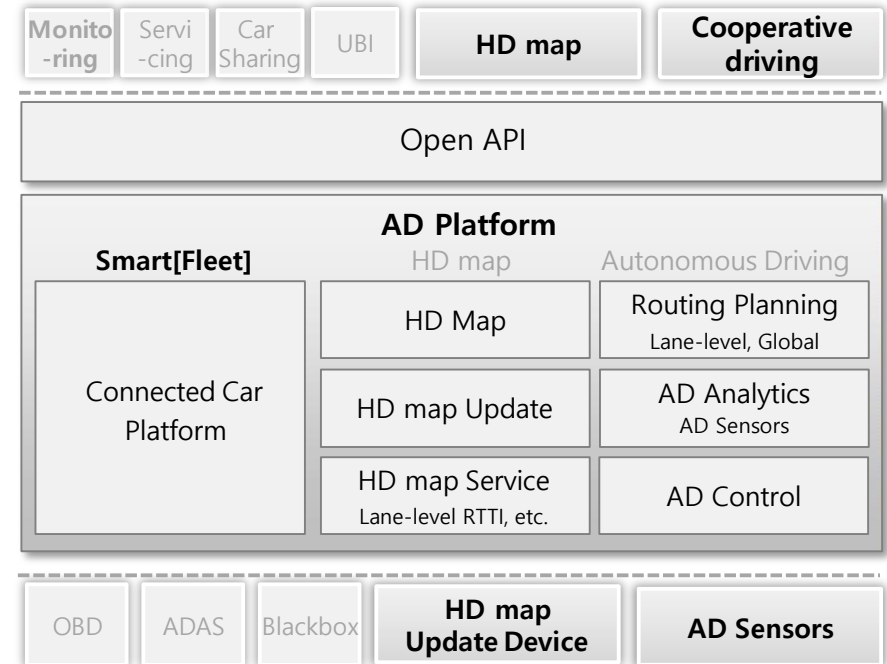 Monito
-ring
Servi
-cing
Car
Sharing
UBI
HD map
Cooperative
driving
Open API
AD Platform
Smart[Fleet]
HD map
Autonomous Driving
Connected Car
Platform
HD Map
HD map Update
HD map Service
Lane-level RTTI, etc.
Routing Planning
Lane-level, Global
AD Analytics
AD Sensors
AD Control
OBD
ADAS
Blackbox
HD map
Update Device
AD Sensors